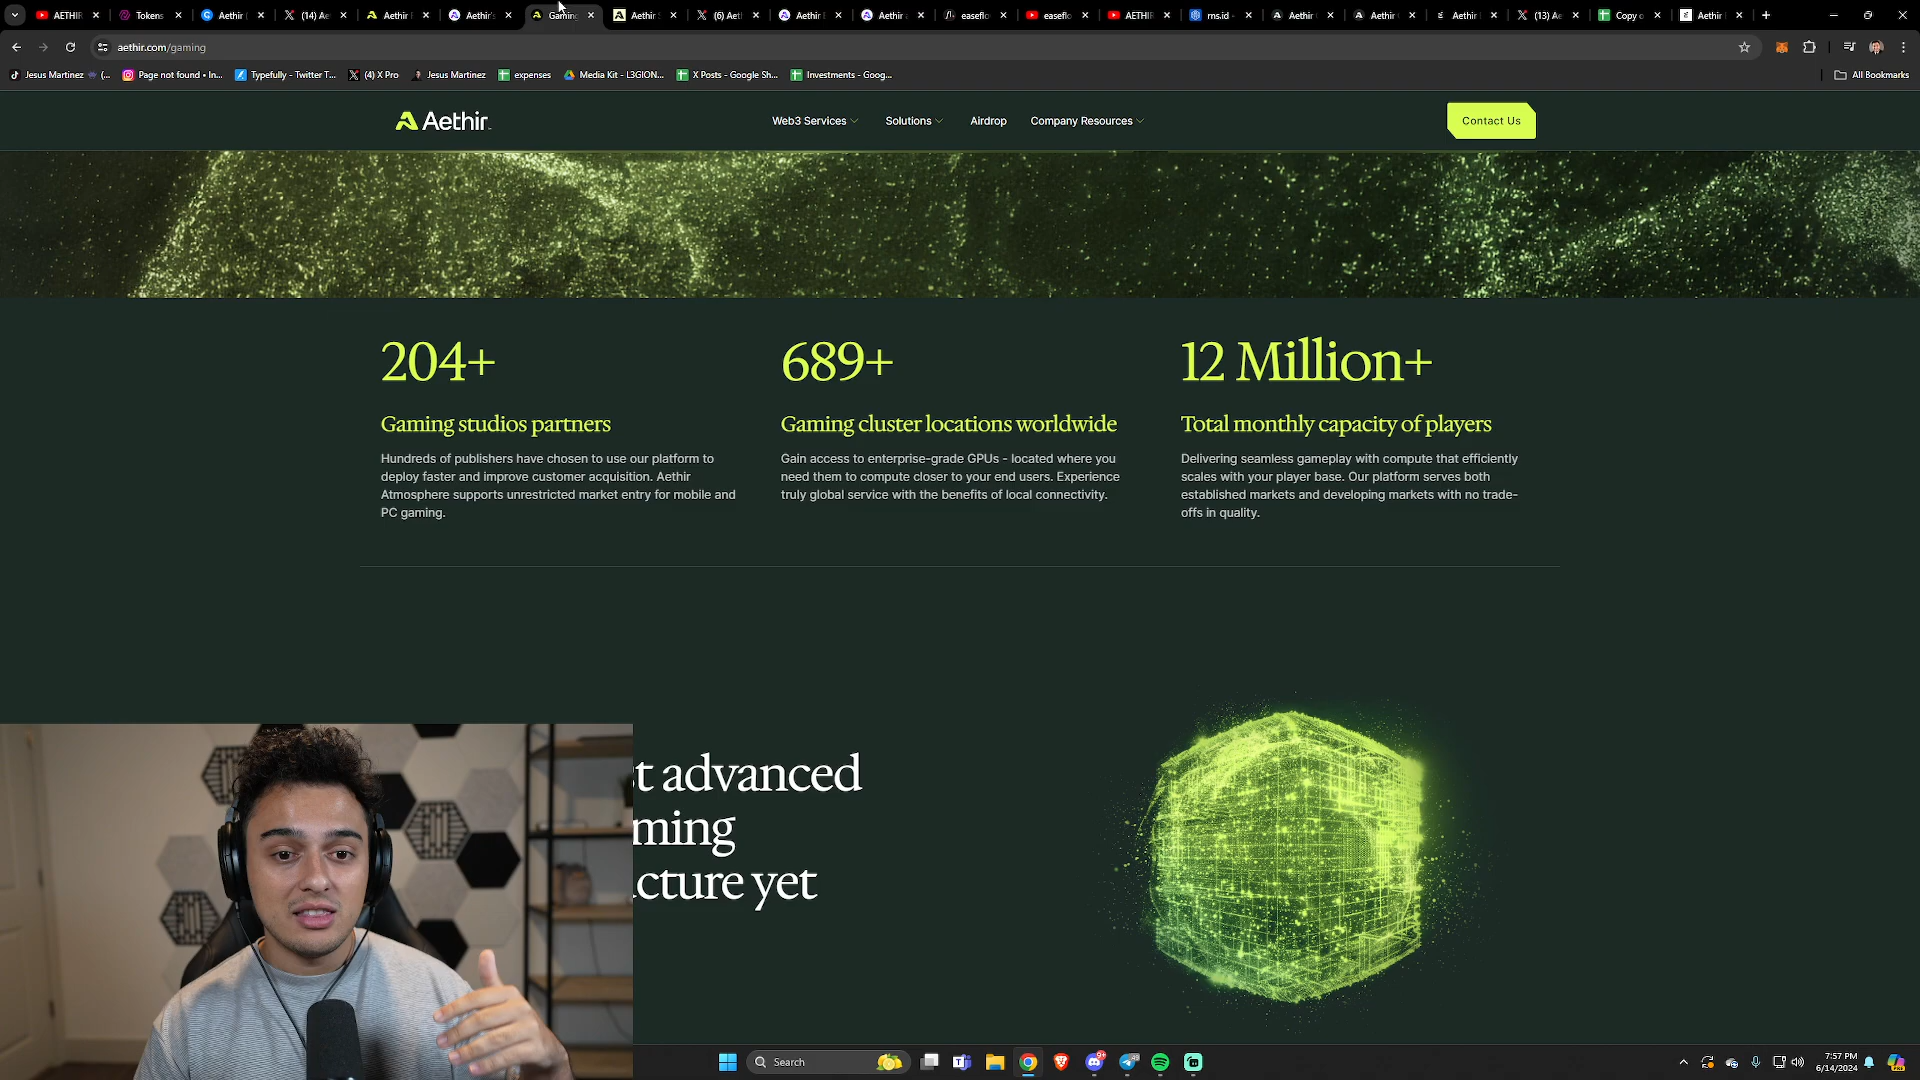 AETHIR
Tokens
Aethir (
(14) Ae
Aethir
Aethir'
Gaming
Aethir
(6) Aeth
Aethir
Aethir
easeflo
easeflo
AETHIR
rns.id -
Aethir
Aethir
Aethir
(13) Ae
Copy o
Aethir
aethir.com/gaming
Jesus Martinez
(...
Page not found • In...
Typefully - Twitter T...
(4) X Pro
Jesus Martinez
expenses
Media Kit - L3GION...
X Posts - Google Sh...
Investments - Goog...
All Bookmarks
Aethir
Web3 Services
Solutions
Airdrop
Company Resources
Contact Us
204+
Gaming studios partners
Hundreds of publishers have chosen to use our platform to
deploy faster and improve customer acquisition. Aethir
Atmosphere supports unrestricted market entry for mobile and
PC gaming.
689+
Gaming cluster locations worldwide
Gain access to enterprise-grade GPUs - located where you
need them to compute closer to your end users. Experience
truly global service with the benefits of local connectivity.
12 Million+
Total monthly capacity of players
Delivering seamless gameplay with compute that efficiently
scales with your player base. Our platform serves both
established markets and developing markets with no trade-
offs in quality.
t advanced
ming
cture yet
Search
7:57 PM
6/14/2024